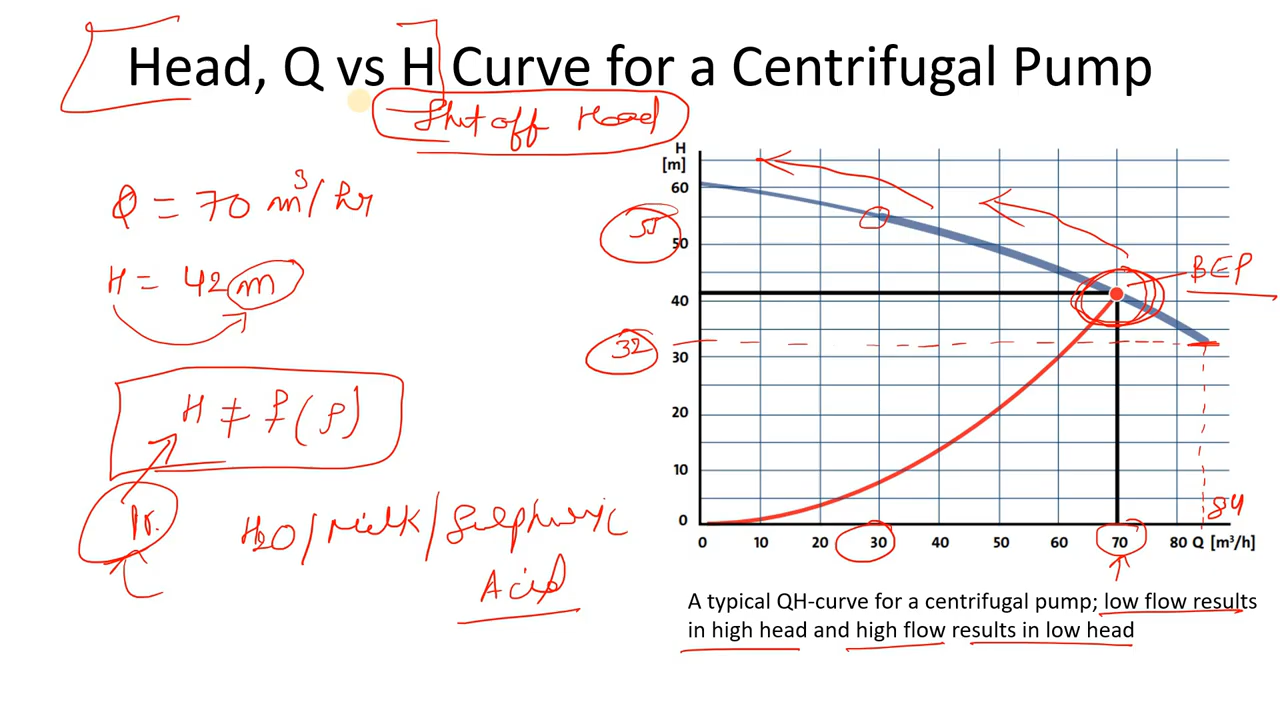 Head, Q vs H Curve for a Centrifugal Pump
Shutoff Head
Q = 70 m³/hr
H = 42 m
H ≠ f(ρ)
Pr.
H2O/Milk/Sulphuric
Acid
H
[m]
60
55
50
BEP
40
32
30
20
10
84
0
0 10 20 30 40 50 60 70 80 Q [m³/h]
A typical QH-curve for a centrifugal pump; low flow results
in high head and high flow results in low head